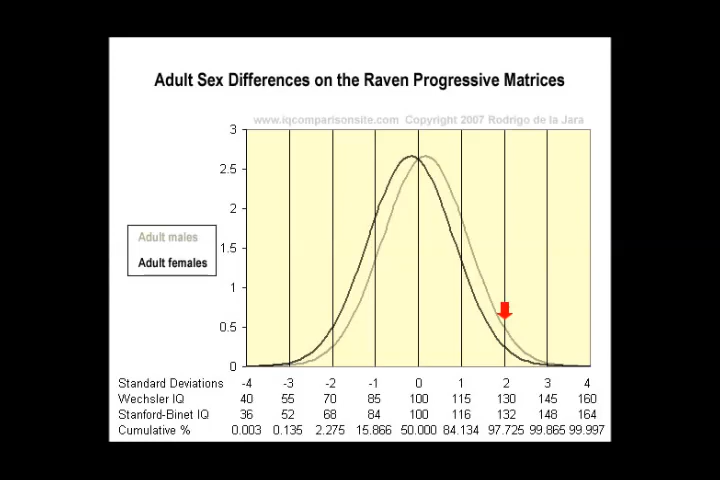 Adult Sex Differences on the Raven Progressive Matrices
www.iqcomparisonsite.com Copyright 2007 Rodrigo de la Jara
3
2.5
2
1.5
1
0.5
0
Adult males
Adult females
Standard Deviations -4 -3 -2 -1 0 1 2 3 4
Wechsler IQ 40 55 70 85 100 115 130 145 160
Stanford-Binet IQ 36 52 68 84 100 116 132 148 164
Cumulative % 0.003 0.135 2.275 15.866 50.000 84.134 97.725 99.865 99.997